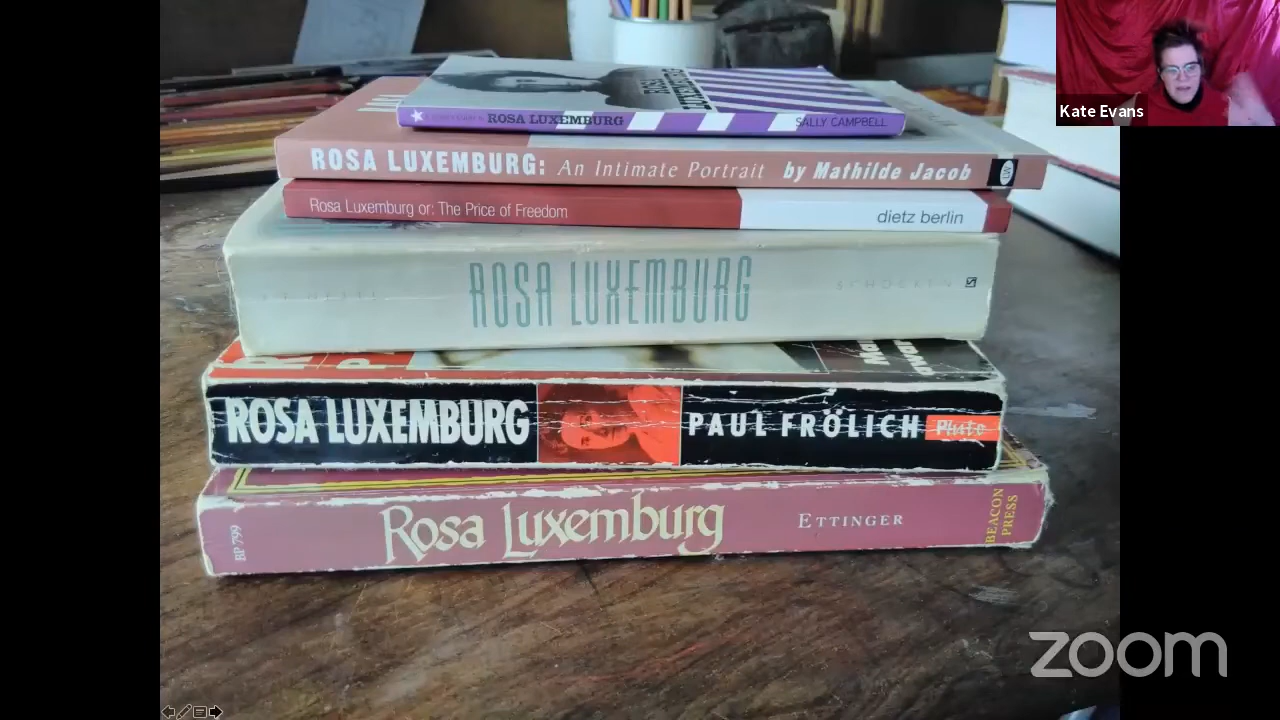 Kate Evans
ROSA LUXEMBURG
ROSA LUXEMBURG SALLY CAMPBELL
ROSA LUXEMBURG: An Intimate Portrait by Mathilde Jacob
Rosa Luxemburg or: The Price of Freedom dietz berlin
ROSA LUXEMBURG SCHOCKEN
ROSA LUXEMBURG PAUL FRÖLICH Pluto
BP 799 Rosa Luxemburg ETTINGER BEACON PRESS
zoom